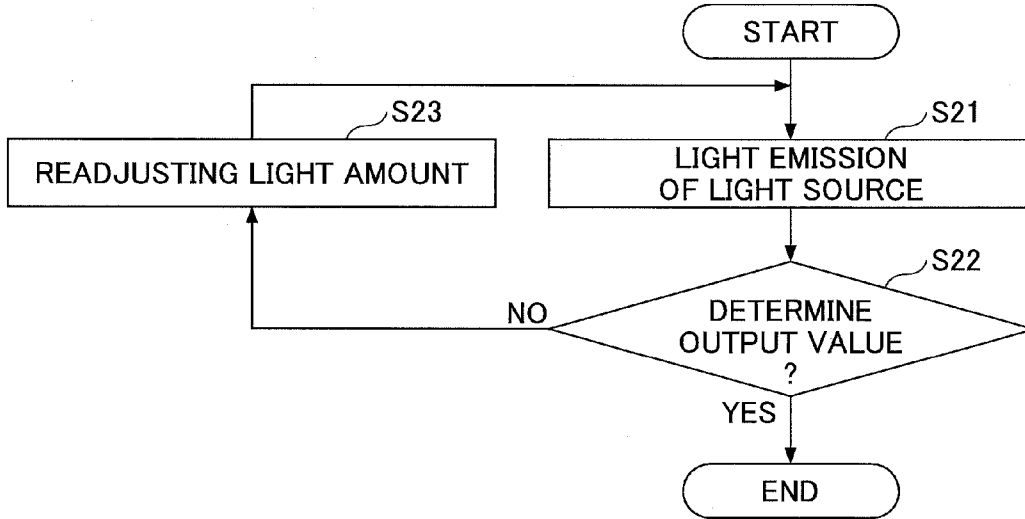 START
S23
S21
READJUSTING LIGHT AMOUNT
LIGHT EMISSION
OF LIGHT SOURCE
S22
NO
DETERMINE
OUTPUT VALUE
?
YES
END